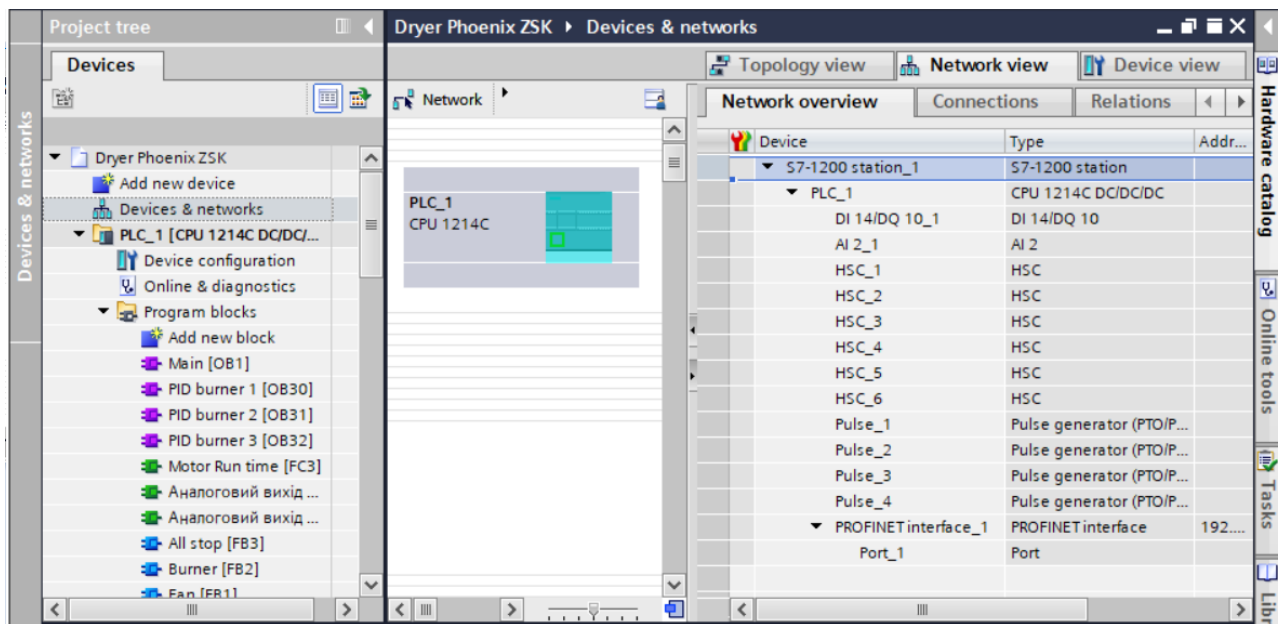 Project tree
Devices
Dryer Phoenix ZSK
Add new device
Devices & networks
PLC_1 [CPU 1214C DC/DC/...
Device configuration
Online & diagnostics
Program blocks
Add new block
Main [OB1]
PID burner 1 [OB30]
PID burner 2 [OB31]
PID burner 3 [OB32]
Motor Run time [FC3]
Аналоговий вихід ...
Аналоговий вихід ...
All stop [FB3]
Burner [FB2]
Fan [FB1]
Devices & networks
Dryer Phoenix ZSK Devices & networks
Topology view Network view Device view
Network
PLC_1
CPU 1214C
Network overview Connections Relations
Device Type Addr...
S7-1200 station_1 S7-1200 station
PLC_1 CPU 1214C DC/DC/DC
DI 14/DQ 10_1 DI 14/DQ 10
AI 2_1 AI 2
HSC_1 HSC
HSC_2 HSC
HSC_3 HSC
HSC_4 HSC
HSC_5 HSC
HSC_6 HSC
Pulse_1 Pulse generator (PTO/P...
Pulse_2 Pulse generator (PTO/P...
Pulse_3 Pulse generator (PTO/P...
Pulse_4 Pulse generator (PTO/P...
PROFINET interface_1 PROFINET interface 192....
Port_1 Port
Hardware catalog
Online tools
Tasks
Libr